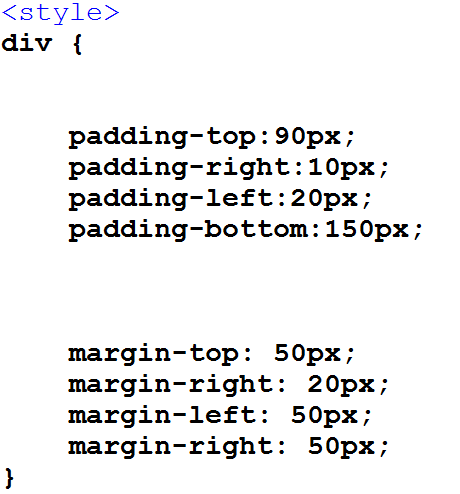 <style>
div {
padding-top:90px;
padding-right:10px;
padding-left:20px;
padding-bottom:150px;
margin-top: 50px;
margin-right: 20px;
margin-left: 50px;
margin-right: 50px;
}